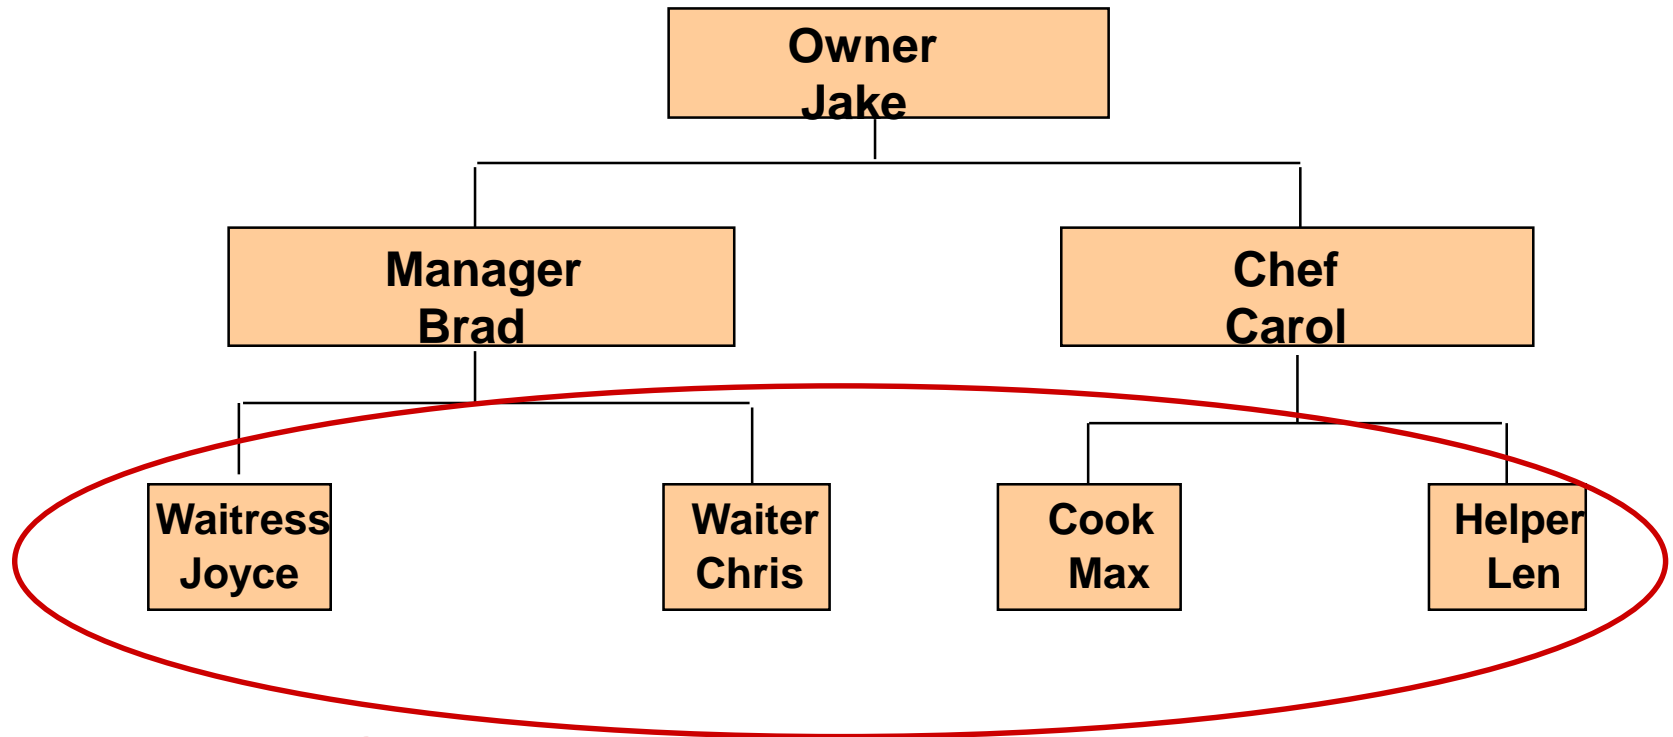 Owner
Jake
Manager
Brad
Chef
Carol
Waitress
Joyce
Waiter
Chris
Cook
Max
Helper
Len